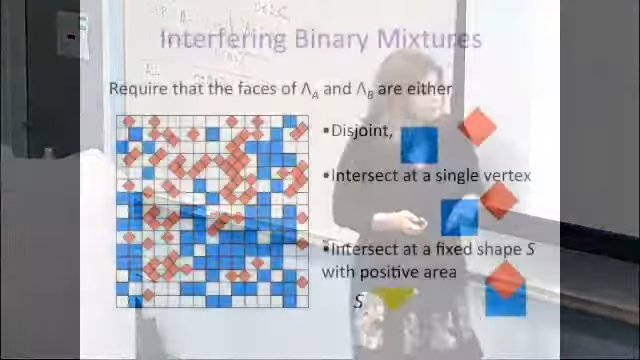 Interfering Binary Mixtures
Require that the faces of Λ_A and Λ_B are either
▪Disjoint,
▪Intersect at a single vertex
▪Intersect at a fixed shape S
with positive area
S